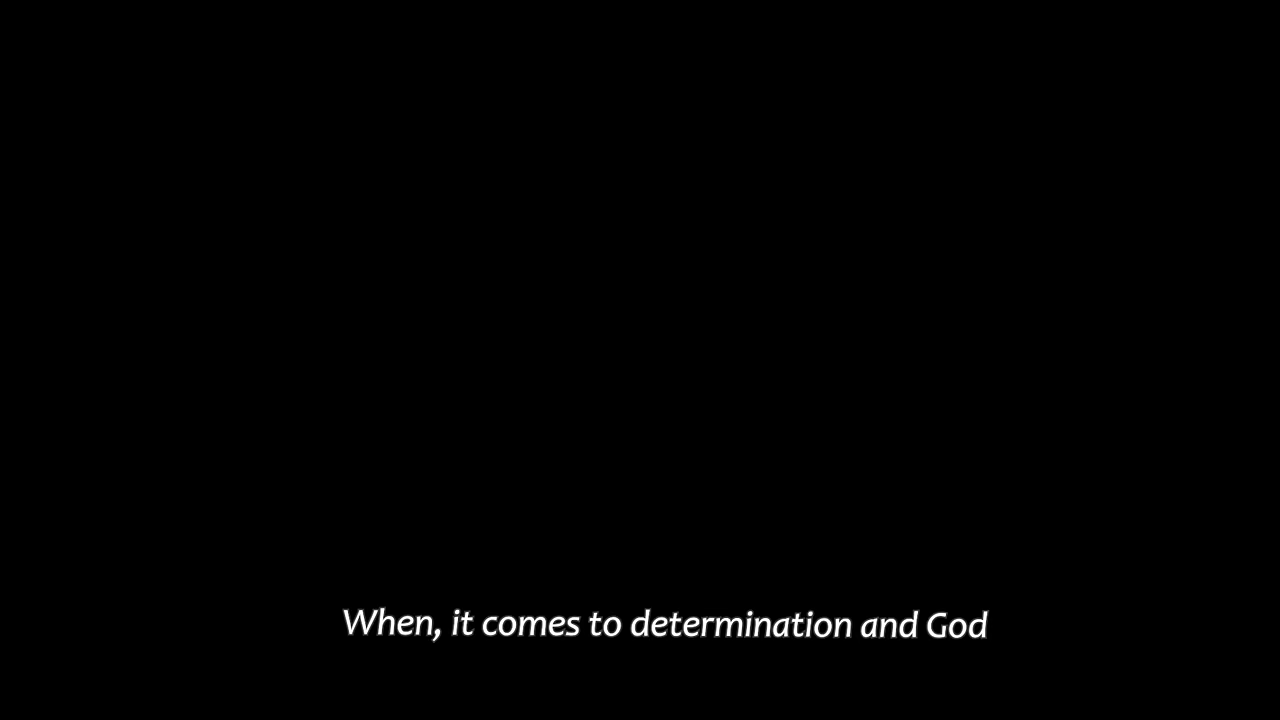 When, it comes to determination and God